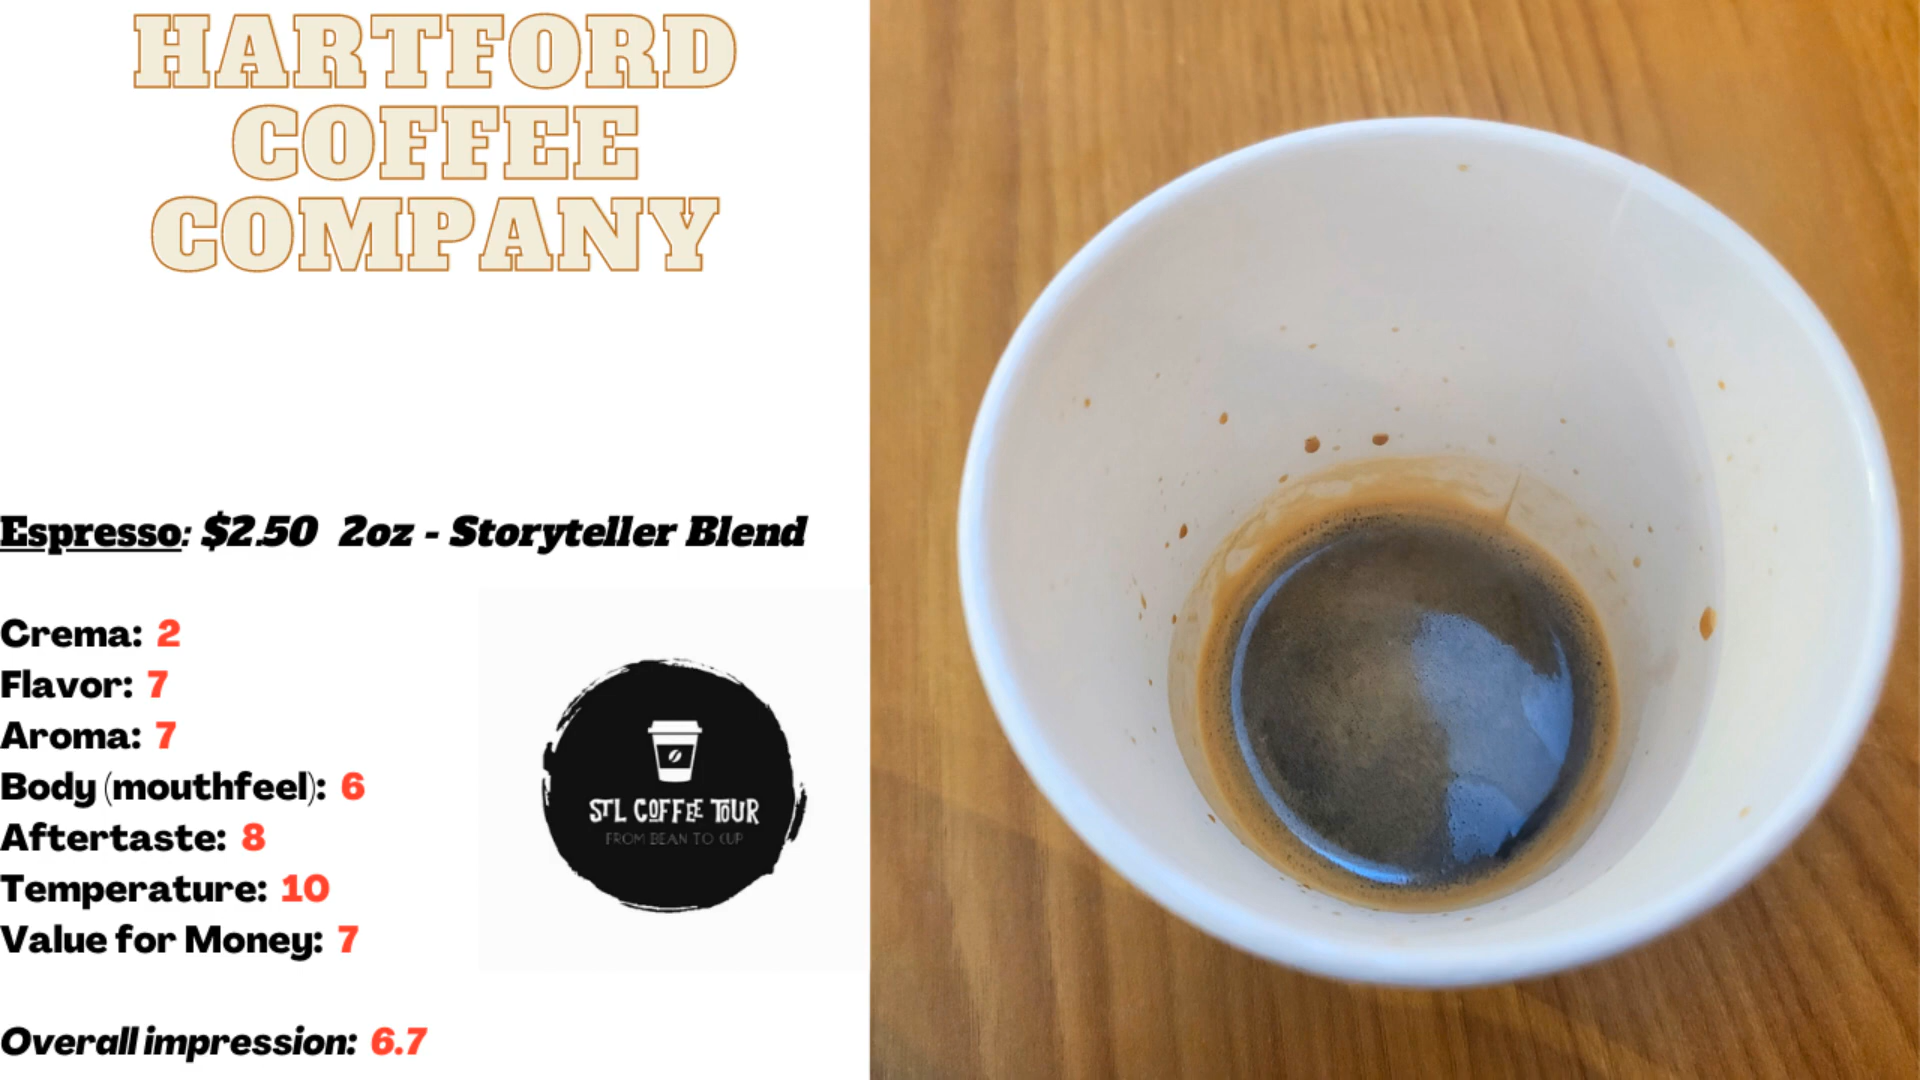 HARTFORD
COFFEE
COMPANY
Espresso: $2.50 2oz - Storyteller Blend
Crema: 2
Flavor: 7
Aroma: 7
Body (mouthfeel): 6
Aftertaste: 8
Temperature: 10
Value for Money: 7
Overall impression: 6.7
STL COFFEE TOUR
FROM BEAN TO CUP